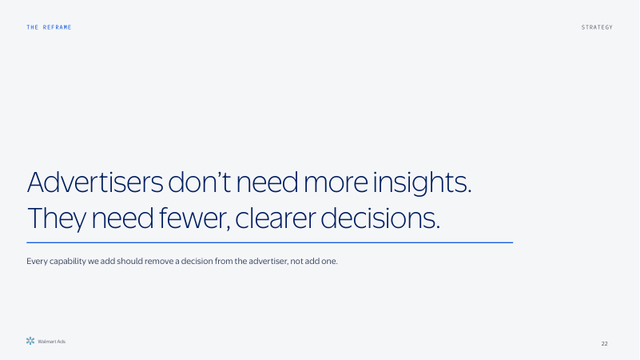 THE REFRAME
STRATEGY
Advertisers don’t need more insights.
They need fewer, clearer decisions.
Every capability we add should remove a decision from the advertiser, not add one.
Walmart Ads
22